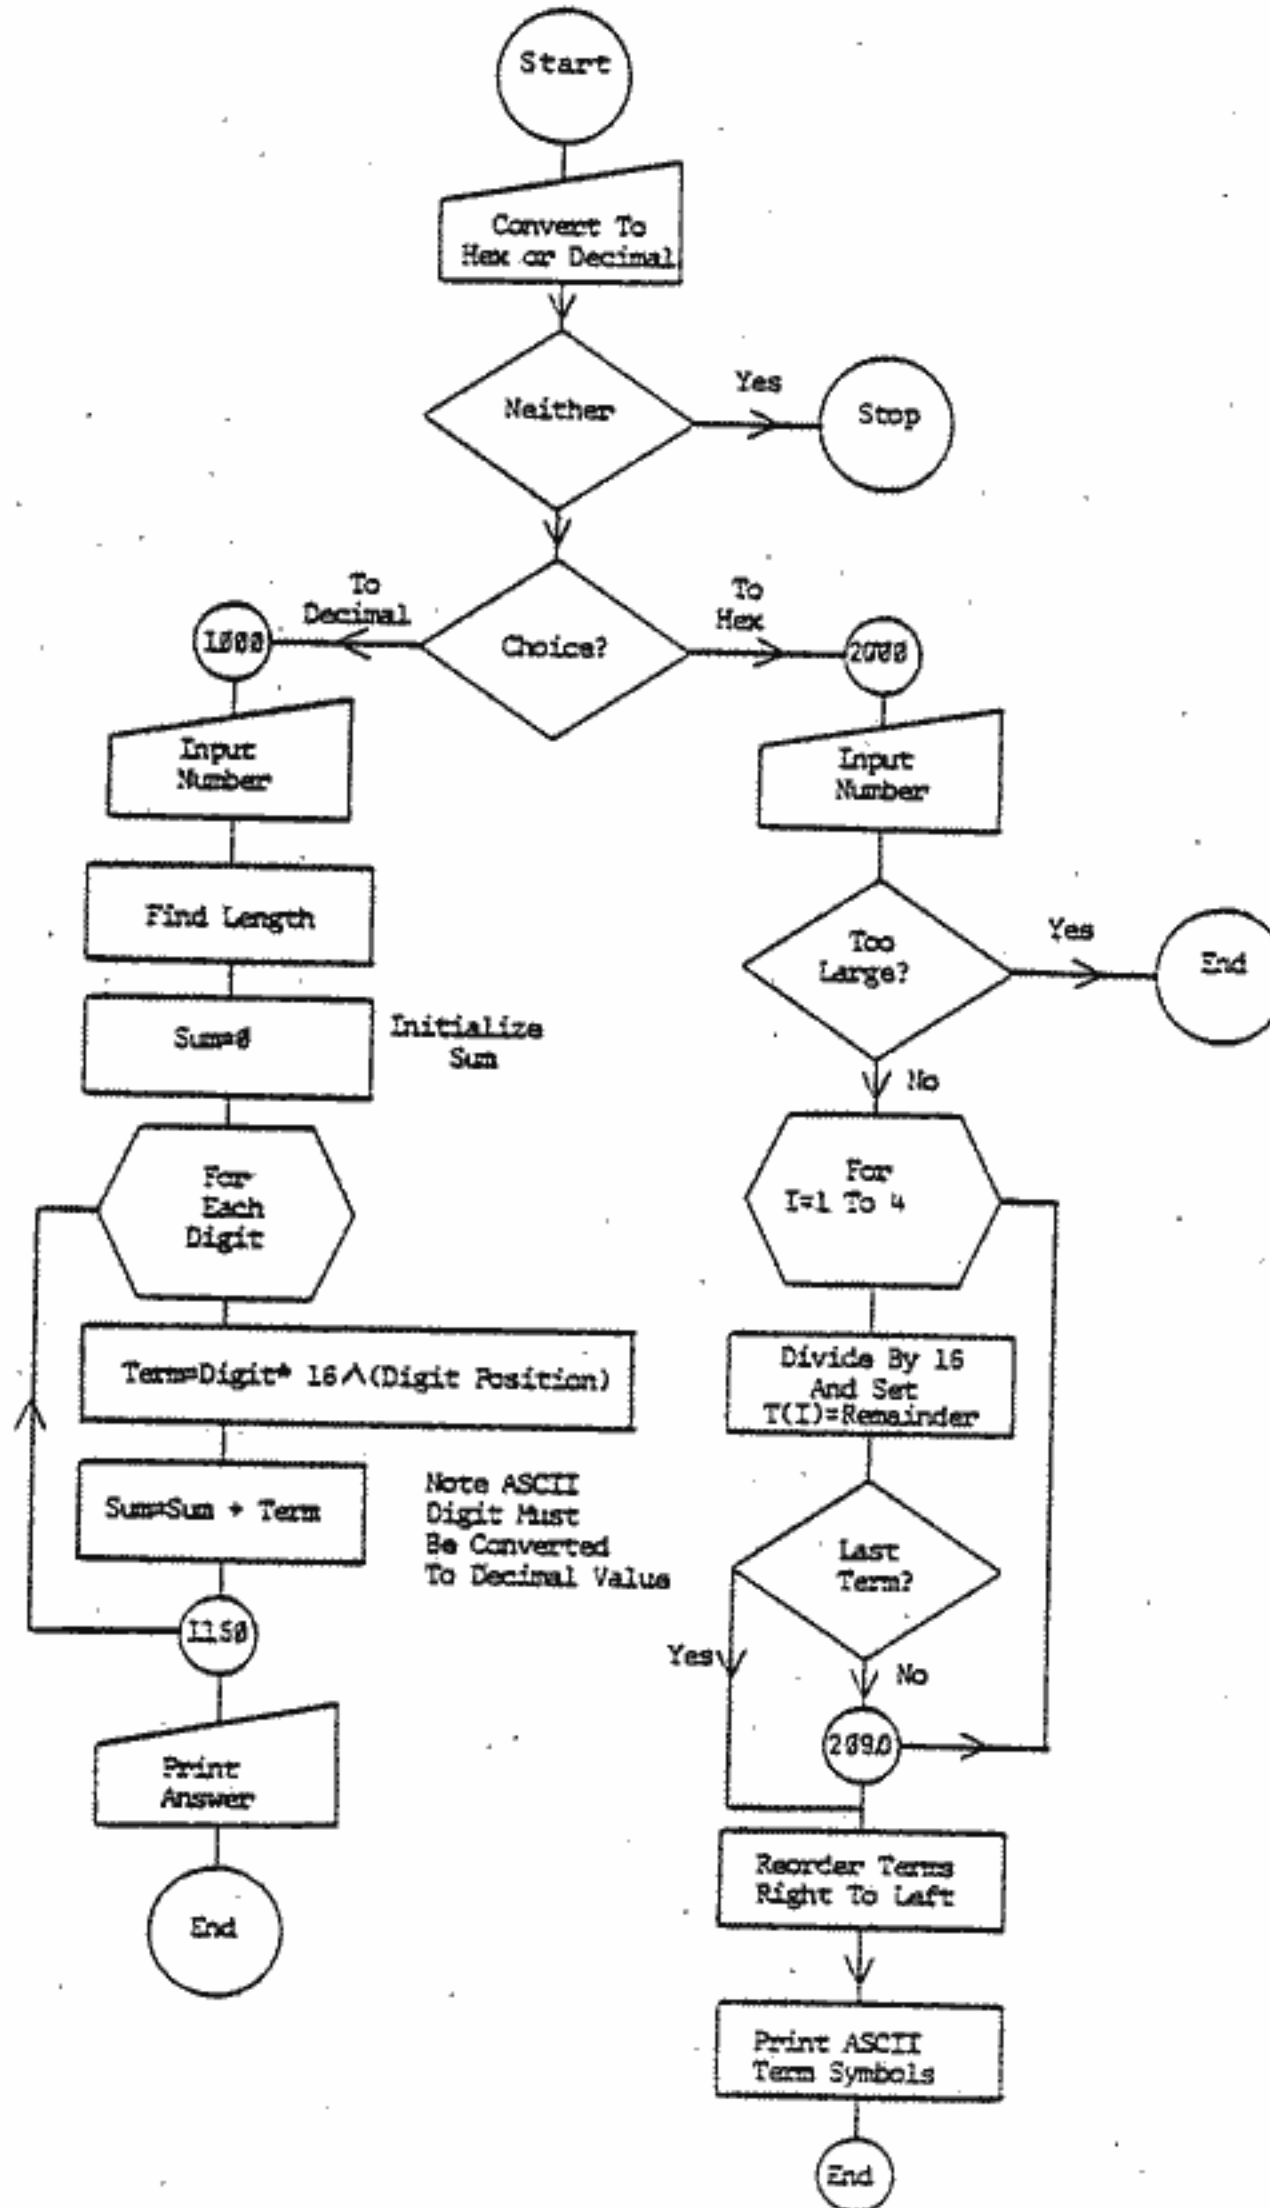 Start
Convert To
Hex or Decimal
Neither
Yes
Stop
Choice?
To
Decimal
To
Hex
1000
Input
Number
Find Length
Sum=0
Initialize
Sum
For
Each
Digit
Term=Digit* 16^(Digit Position)
Sum=Sum + Term
Note ASCII
Digit Must
Be Converted
To Decimal Value
1150
Print
Answer
End
2000
Input
Number
Too
Large?
Yes
End
No
For
I=1 To 4
Divide By 16
And Set
T(I)=Remainder
Last
Term?
Yes
No
2090
Reorder Terms
Right To Left
Print ASCII
Term Symbols
End